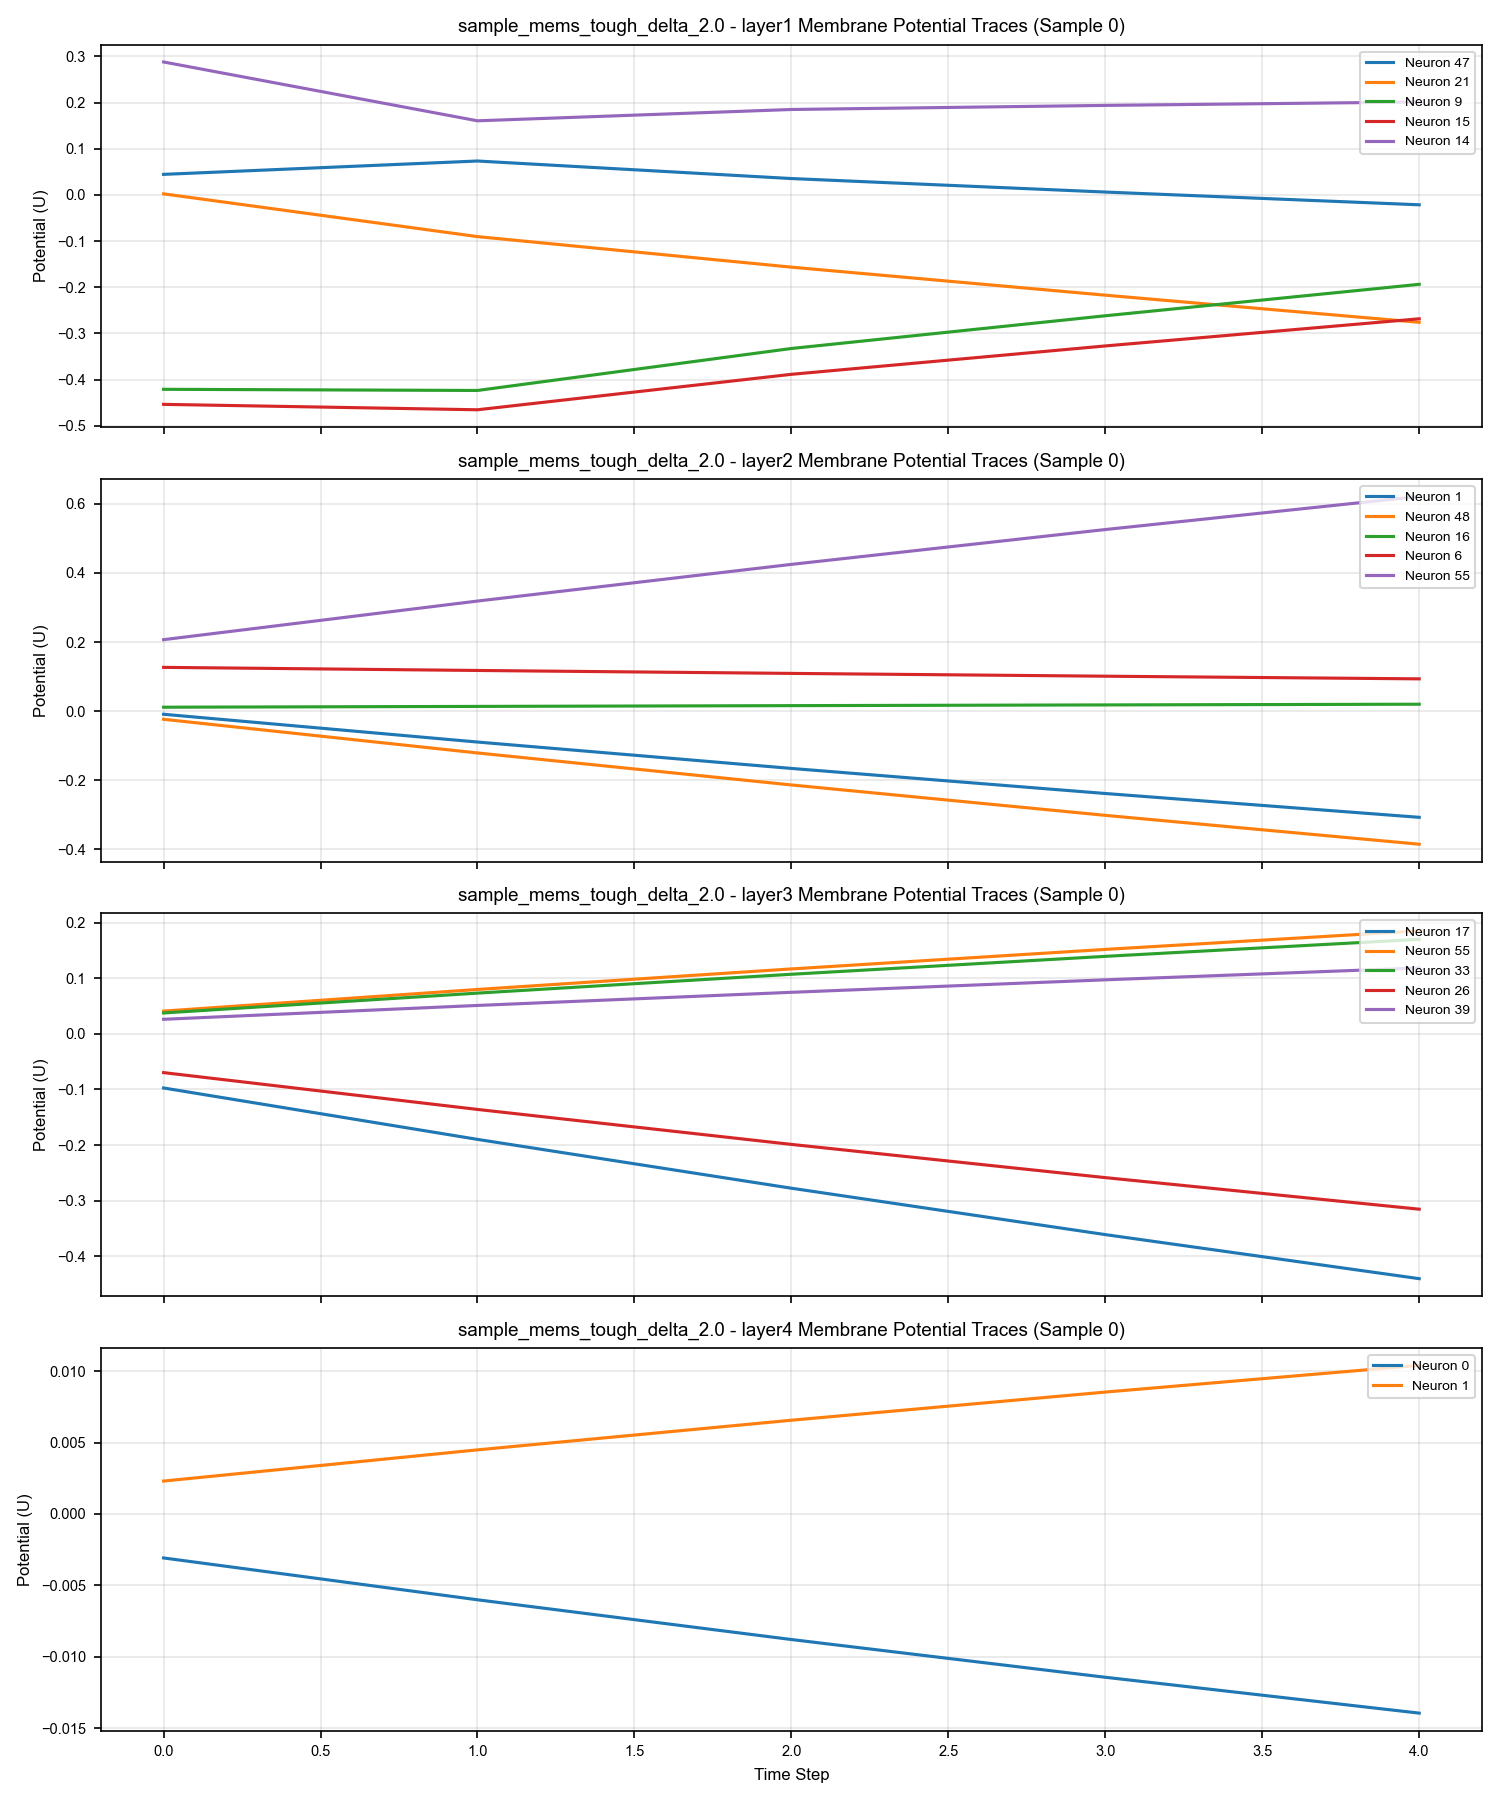 sample_mems_tough_delta_2.0 - layer1 Membrane Potential Traces (Sample 0)
0.3
0.2
0.1
0.0
−0.1
−0.2
−0.3
−0.4
−0.5
Potential (U)
Neuron 47
Neuron 21
Neuron 9
Neuron 15
Neuron 14
sample_mems_tough_delta_2.0 - layer2 Membrane Potential Traces (Sample 0)
0.6
0.4
0.2
0.0
−0.2
−0.4
Potential (U)
Neuron 1
Neuron 48
Neuron 16
Neuron 6
Neuron 55
sample_mems_tough_delta_2.0 - layer3 Membrane Potential Traces (Sample 0)
0.2
0.1
0.0
−0.1
−0.2
−0.3
−0.4
Potential (U)
Neuron 17
Neuron 55
Neuron 33
Neuron 26
Neuron 39
sample_mems_tough_delta_2.0 - layer4 Membrane Potential Traces (Sample 0)
0.010
0.005
0.000
−0.005
−0.010
−0.015
Potential (U)
Neuron 0
Neuron 1
0.0 0.5 1.0 1.5 2.0 2.5 3.0 3.5 4.0
Time Step